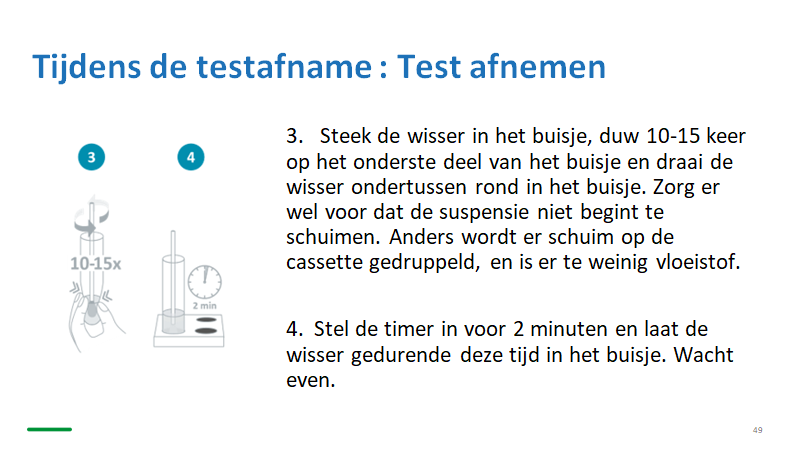 Tijdens de testafname : Test afnemen
3
4
10-15x
2 min
3. Steek de wisser in het buisje, duw 10-15 keer
op het onderste deel van het buisje en draai de
wisser ondertussen rond in het buisje. Zorg er
wel voor dat de suspensie niet begint te
schuimen. Anders wordt er schuim op de
cassette gedruppeld, en is er te weinig vloeistof.
4. Stel de timer in voor 2 minuten en laat de
wisser gedurende deze tijd in het buisje. Wacht
even.
49